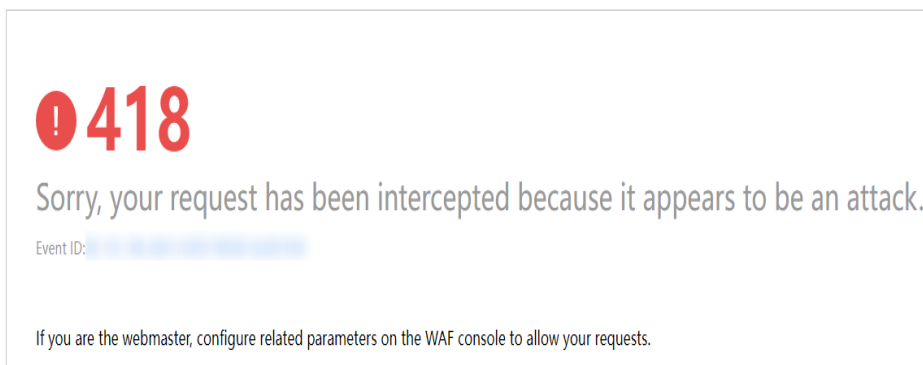 418
Sorry, your request has been intercepted because it appears to be an attack.
Event ID:
If you are the webmaster, configure related parameters on the WAF console to allow your requests.